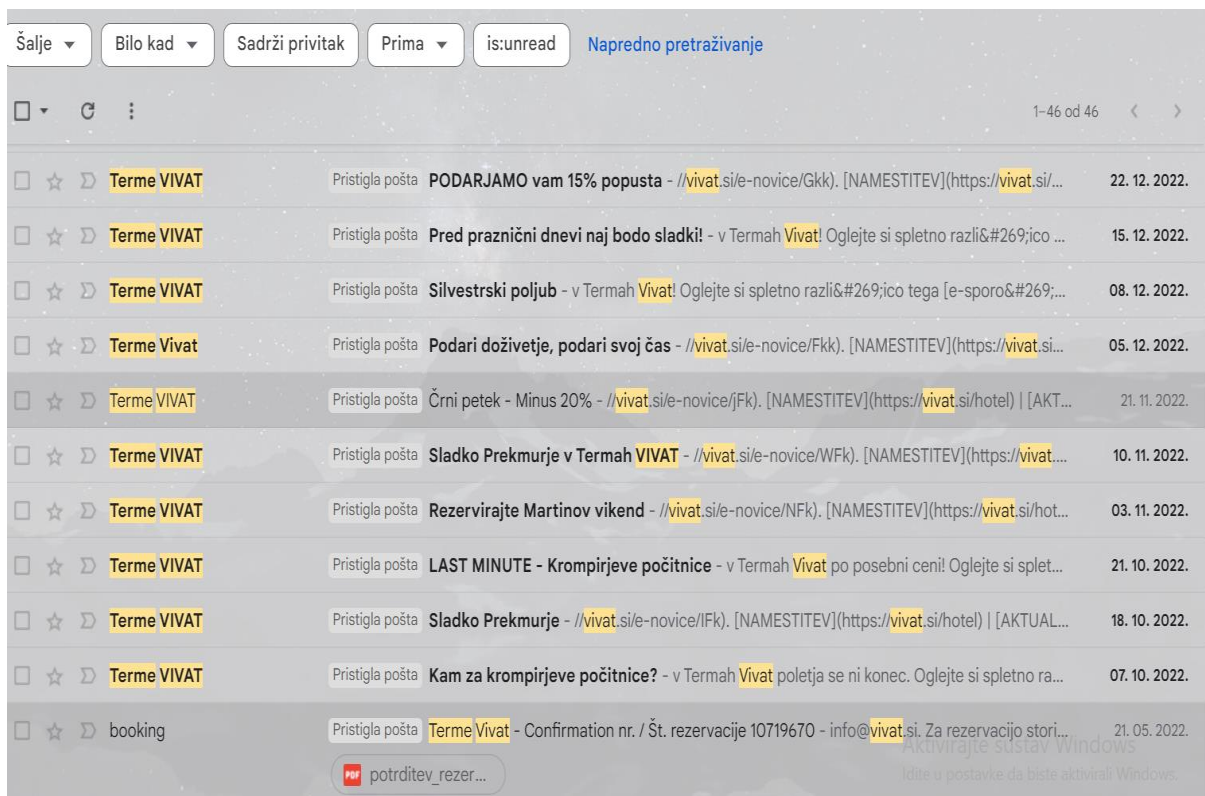 Šalje Bilo kad Sadrži privitak Prima is:unread Napredno pretraživanje
1–46 od 46
Terme VIVAT Pristigla pošta PODARJAMO vam 15% popusta - //vivat.si/e-novice/Gkk). [NAMESTITEV](https://vivat.si/... 22. 12. 2022.
Terme VIVAT Pristigla pošta Pred praznični dnevi naj bodo sladki! - v Termah Vivat! Oglejte si spletno razli&#269;ico ... 15. 12. 2022.
Terme VIVAT Pristigla pošta Silvestrski poljub - v Termah Vivat! Oglejte si spletno razli&#269;ico tega [e-sporo&#269;... 08. 12. 2022.
Terme Vivat Pristigla pošta Podari doživetje, podari svoj čas - //vivat.si/e-novice/Fkk). [NAMESTITEV](https://vivat.si... 05. 12. 2022.
Terme VIVAT Pristigla pošta Črni petek - Minus 20% - //vivat.si/e-novice/jFk). [NAMESTITEV](https://vivat.si/hotel) | [AKT... 21. 11. 2022.
Terme VIVAT Pristigla pošta Sladko Prekmurje v Termah VIVAT - //vivat.si/e-novice/WFk). [NAMESTITEV](https://vivat.... 10. 11. 2022.
Terme VIVAT Pristigla pošta Rezervirajte Martinov vikend - //vivat.si/e-novice/NFk). [NAMESTITEV](https://vivat.si/hot... 03. 11. 2022.
Terme VIVAT Pristigla pošta LAST MINUTE - Krompirjeve počitnice - v Termah Vivat po posebni ceni! Oglejte si splet... 21. 10. 2022.
Terme VIVAT Pristigla pošta Sladko Prekmurje - //vivat.si/e-novice/IFk). [NAMESTITEV](https://vivat.si/hotel) | [AKTUAL... 18. 10. 2022.
Terme VIVAT Pristigla pošta Kam za krompirjeve počitnice? - v Termah Vivat poletja se ni konec. Oglejte si spletno ra... 07. 10. 2022.
booking Pristigla pošta Terme Vivat - Confirmation nr. / Št. rezervacije 10719670 - info@vivat.si. Za rezervacijo stori... 21. 05. 2022.
Aktivirajte sustav Windows
PDF potrditev_rezer... Idite u postavke da biste aktivirali Windows.